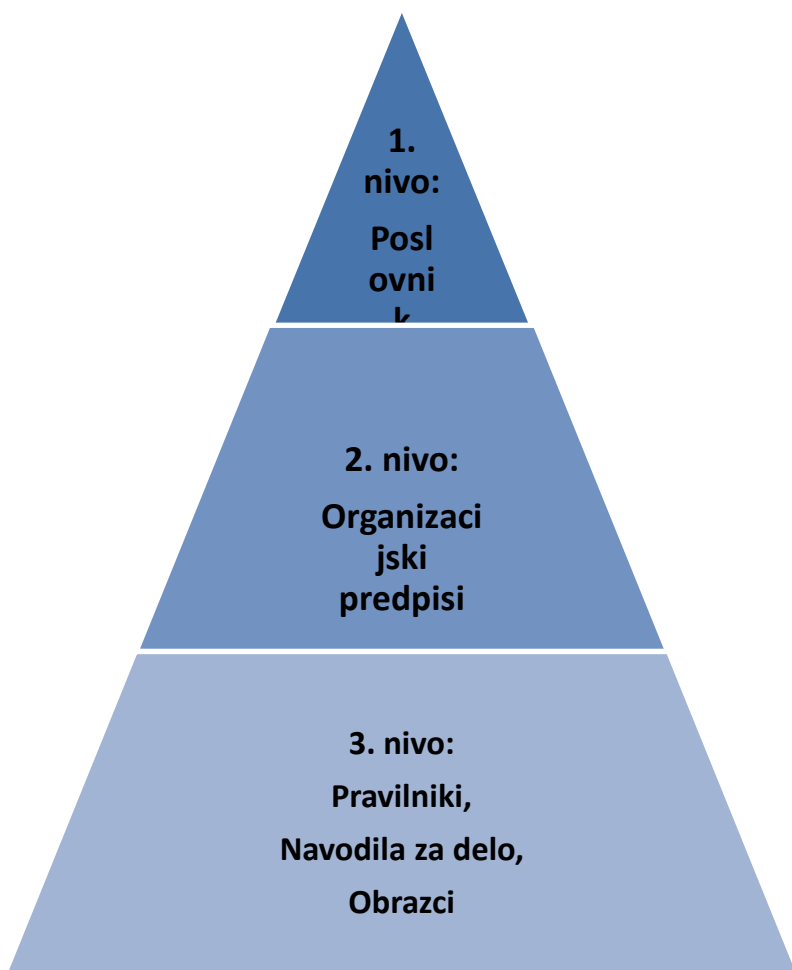 1.
nivo:
Posl
ovni
k
2. nivo:
Organizaci
jski
predpisi
3. nivo:
Pravilniki,
Navodila za delo,
Obrazci